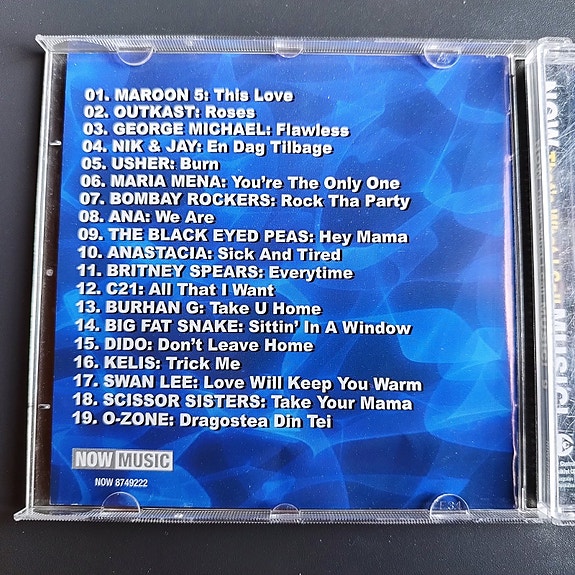 01. MAROON 5: This Love
02. OUTKAST: Roses
03. GEORGE MICHAEL: Flawless
04. NIK & JAY: En Dag Tilbage
05. USHER: Burn
06. MARIA MENA: You're The Only One
07. BOMBAY ROCKERS: Rock Tha Party
08. ANA: We Are
09. THE BLACK EYED PEAS: Hey Mama
10. ANASTACIA: Sick And Tired
11. BRITNEY SPEARS: Everytime
12. C21: All That I Want
13. BURHAN G: Take U Home
14. BIG FAT SNAKE: Sittin' In A Window
15. DIDO: Don't Leave Home
16. KELIS: Trick Me
17. SWAN LEE: Love Will Keep You Warm
18. SCISSOR SISTERS: Take Your Mama
19. O-ZONE: Dragostea Din Tei
NOW MUSIC
NOW 8749222